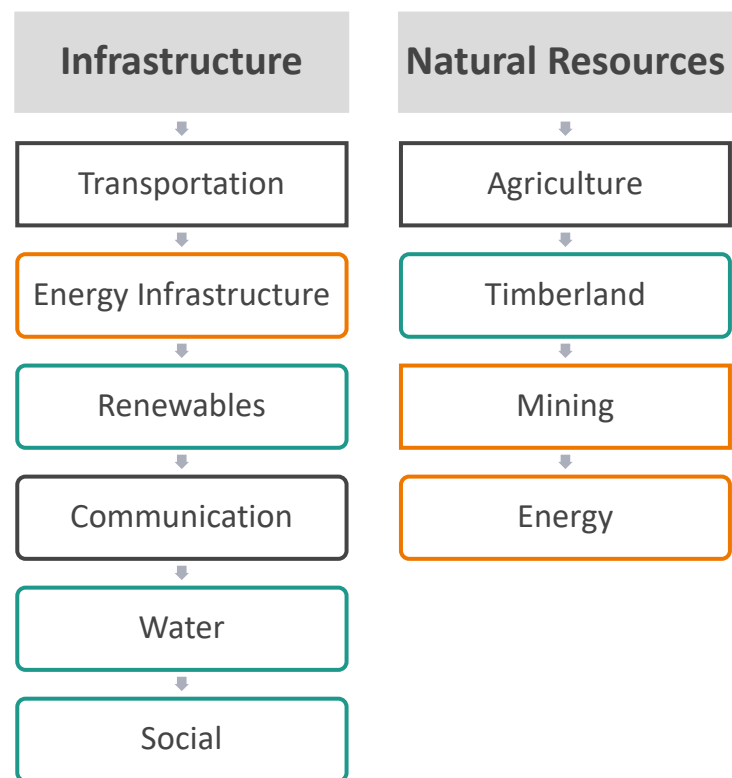 Infrastructure
Transportation
Energy Infrastructure
Renewables
Communication
Water
Social
Natural Resources
Agriculture
Timberland
Mining
Energy